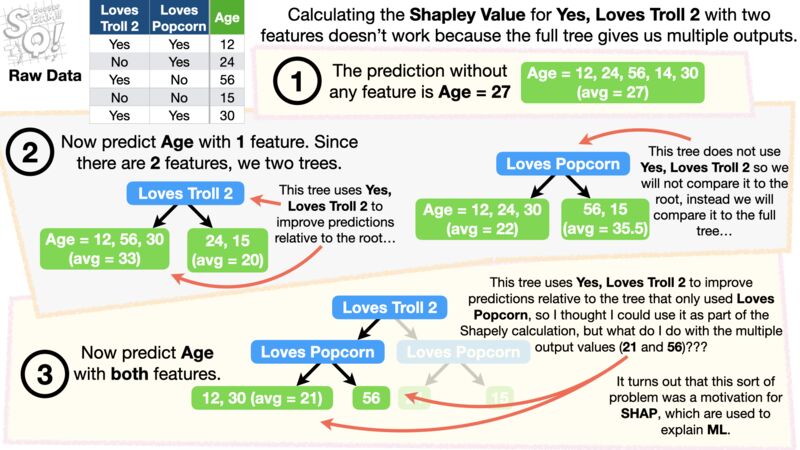 STATQUEST!!!
Loves Troll 2 Loves Popcorn Age
Yes Yes 12
No Yes 24
Yes No 56
No No 15
Yes Yes 30
Raw Data
Calculating the Shapley Value for Yes, Loves Troll 2 with two
features doesn't work because the full tree gives us multiple outputs.
1
The prediction without
any feature is Age = 27
Age = 12, 24, 56, 14, 30
(avg = 27)
2
Now predict Age with 1 feature. Since
there are 2 features, we two trees.
Loves Troll 2
Age = 12, 56, 30
(avg = 33)
24, 15
(avg = 20)
This tree uses Yes,
Loves Troll 2 to
improve predictions
relative to the root…
Loves Popcorn
Age = 12, 24, 30
(avg = 22)
56, 15
(avg = 35.5)
This tree does not use
Yes, Loves Troll 2 so we
will not compare it to the
root, instead we will
compare it to the full
tree…
3
Now predict Age
with both features.
Loves Troll 2
Loves Popcorn
Loves Popcorn
12, 30 (avg = 21)
56
15
This tree uses Yes, Loves Troll 2 to improve
predictions relative to the tree that only used Loves
Popcorn, so I thought I could use it as part of the
Shapely calculation, but what do I do with the multiple
output values (21 and 56)???
It turns out that this sort of
problem was a motivation for
SHAP, which are used to
explain ML.